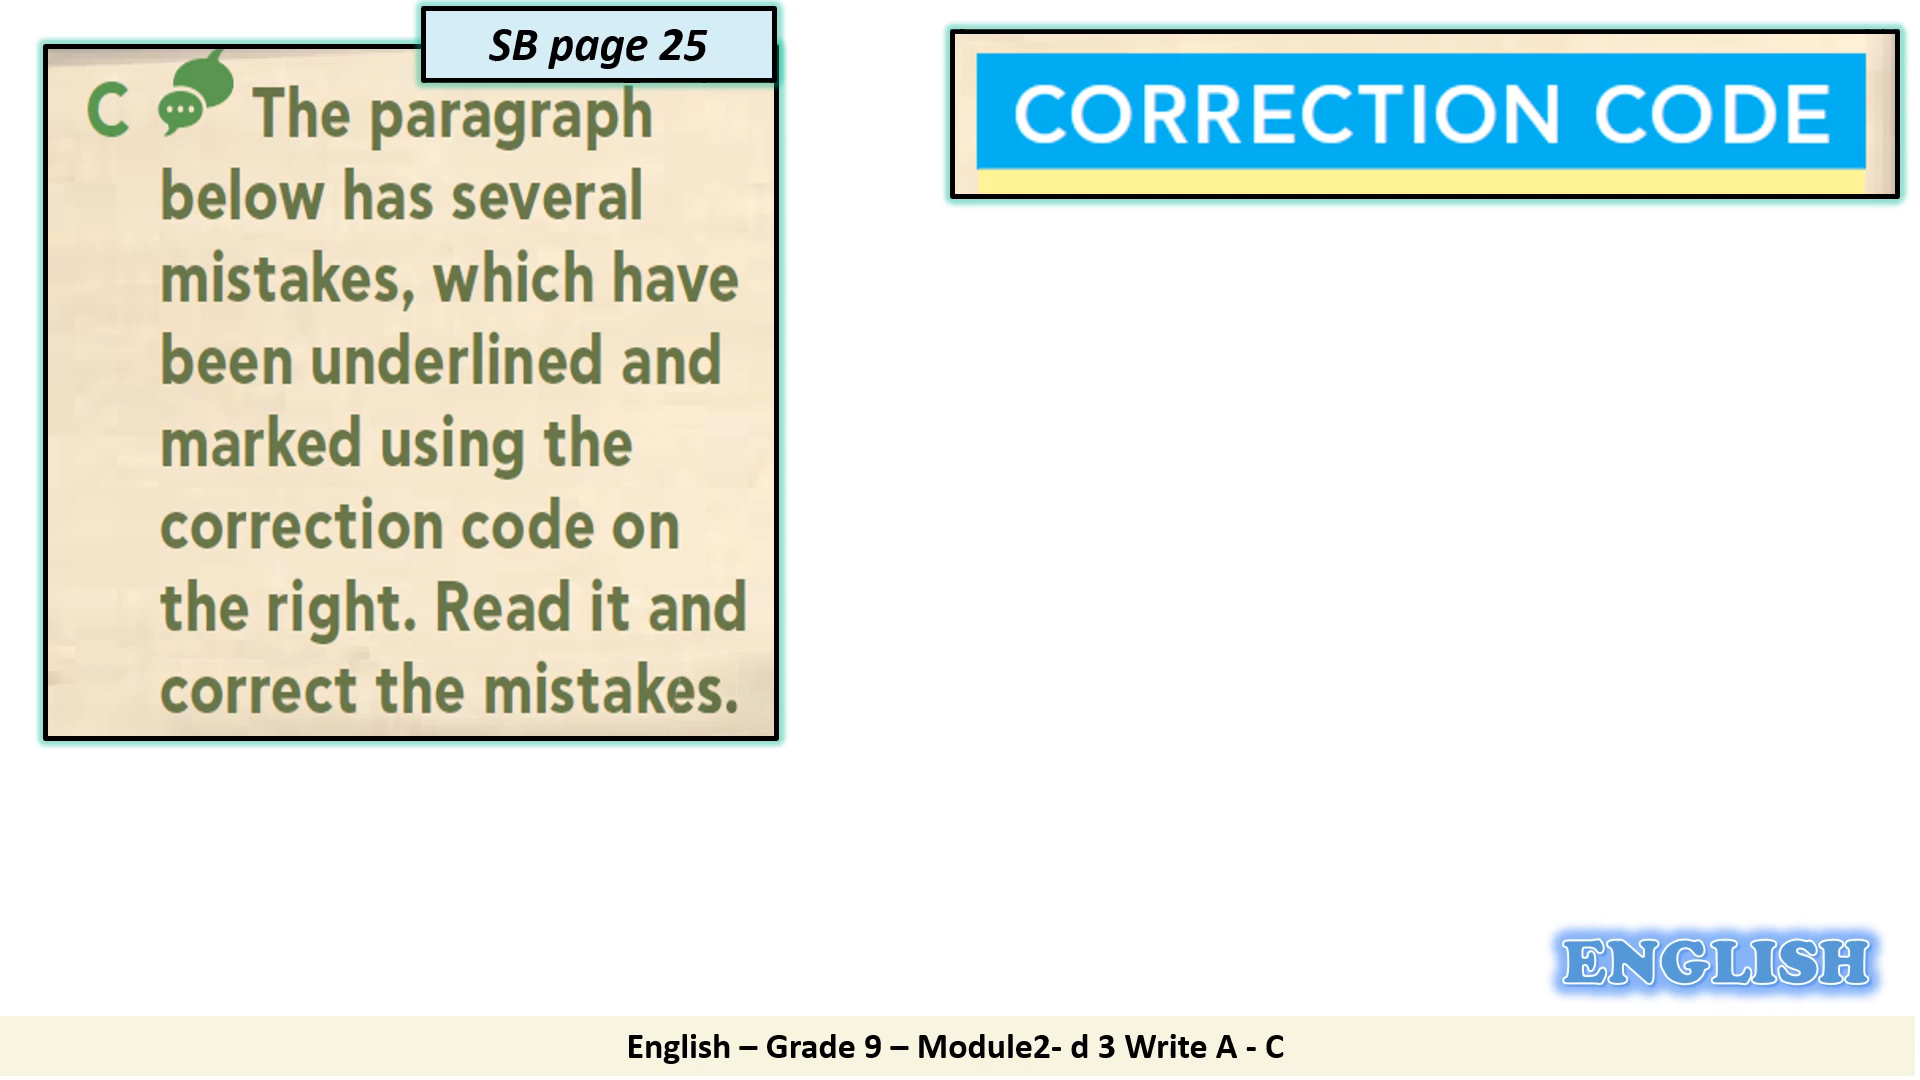 SB page 25
C The paragraph
below has several
mistakes, which have
been underlined and
marked using the
correction code on
the right. Read it and
correct the mistakes.
CORRECTION CODE
ENGLISH
English – Grade 9 – Module2- d 3 Write A - C